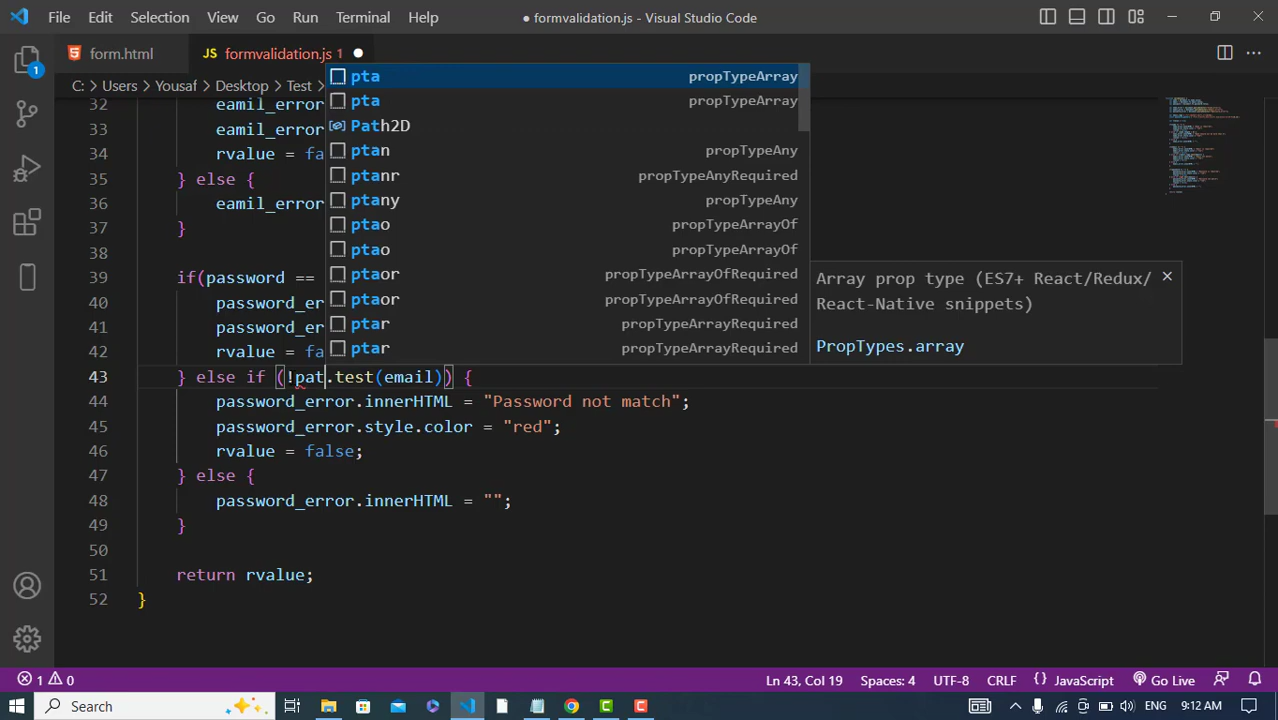 File Edit Selection View Go Run Terminal Help ● formvalidation.js - Visual Studio Code
form.html JS formvalidation.js 1 ●
C: > Users > Yousaf > Desktop > Test >
32 eamil_error
33 eamil_error
34 rvalue = fa
35 } else {
36 eamil_error
37 }
38
39 if(password ==
40 password_er
41 password_er
42 rvalue = fa
pta propTypeArray
pta propTypeArray
Path2D
ptan propTypeAny
ptanr propTypeAnyRequired
ptany propTypeAny
ptao propTypeArrayOf
ptao propTypeArrayOf
ptaor propTypeArrayOfRequired
ptaor propTypeArrayOfRequired
ptar propTypeArrayRequired
ptar propTypeArrayRequired
Array prop type (ES7+ React/Redux/
React-Native snippets)
PropTypes.array
43 } else if (!pat.test(email)) {
44 password_error.innerHTML = "Password not match";
45 password_error.style.color = "red";
46 rvalue = false;
47 } else {
48 password_error.innerHTML = "";
49 }
50
51 return rvalue;
52 }
1 0 Ln 43, Col 19 Spaces: 4 UTF-8 CRLF { } JavaScript Go Live
Search ENG 9:12 AM